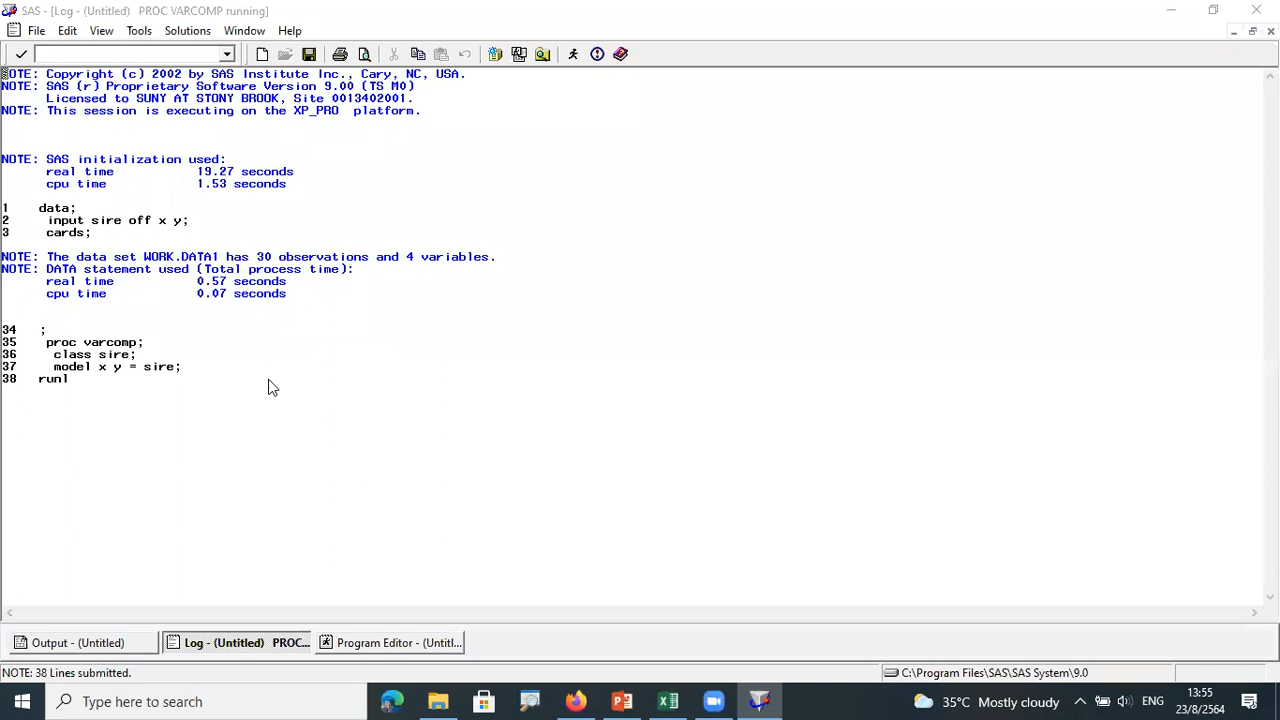 SAS - [Log - (Untitled)  PROC VARCOMP running]
File Edit View Tools Solutions Window Help
NOTE: Copyright (c) 2002 by SAS Institute Inc., Cary, NC, USA.
NOTE: SAS (r) Proprietary Software Version 9.00 (TS M0)
Licensed to SUNY AT STONY BROOK, Site 0013402001.
NOTE: This session is executing on the XP_PRO  platform.
NOTE: SAS initialization used:
real time 19.27 seconds
cpu time 1.53 seconds
1 data;
2 input sire off x y;
3 cards;
NOTE: The data set WORK.DATA1 has 30 observations and 4 variables.
NOTE: DATA statement used (Total process time):
real time 0.57 seconds
cpu time 0.07 seconds
34 ;
35 proc varcomp;
36 class sire;
37 model x y = sire;
38 runl
Output - (Untitled) Log - (Untitled)  PROC... Program Editor - (Untitl...
NOTE: 38 Lines submitted. C:\Program Files\SAS\SAS System\9.0
Type here to search 35°C Mostly cloudy ENG 13:55
23/8/2564